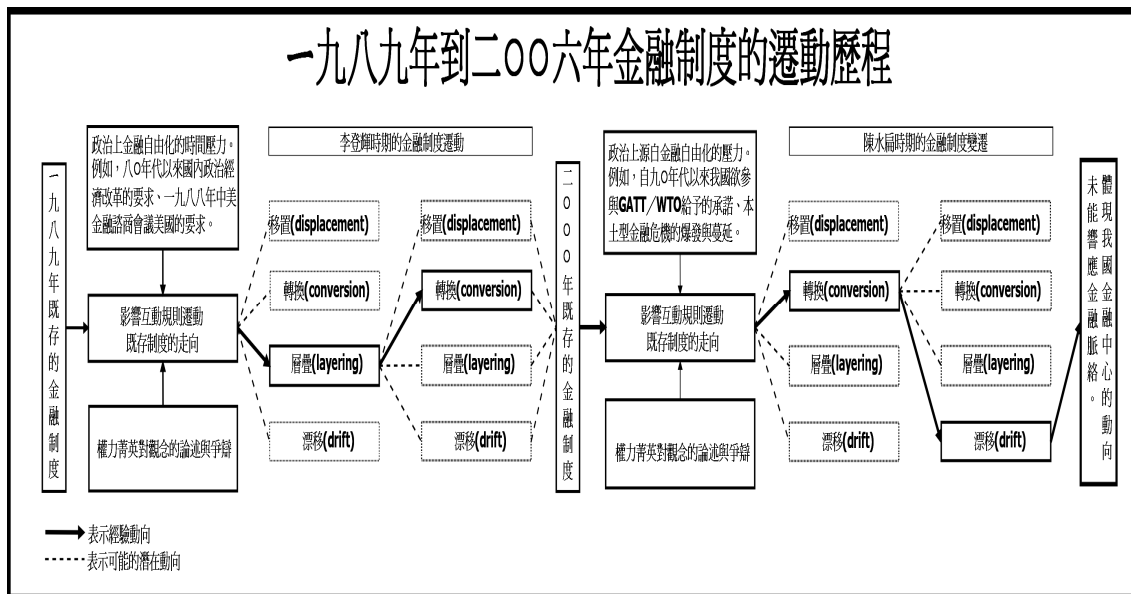 一九八九年到二〇〇六年金融制度的遷動歷程
一九八九年既存的金融制度
政治上金融自由化的時間壓力。
例如，八〇年代以來國內政治經
濟改革的要求、一九八八年中美
金融諮商會議美國的要求。
影響互動規則遷動
既存制度的走向
權力菁英對觀念的論述與爭辯
李登輝時期的金融制度遷動
移置(displacement)
轉換(conversion)
層疊(layering)
漂移(drift)
移置(displacement)
轉換(conversion)
層疊(layering)
漂移(drift)
二〇〇〇年既存的金融制度
政治上源自金融自由化的壓力。
例如，自九〇年代以來我國欲參
與GATT／WTO給予的承諾、本
土型金融危機的爆發與蔓延。
影響互動規則遷動
既存制度的走向
權力菁英對觀念的論述與爭辯
陳水扁時期的金融制度變遷
移置(displacement)
轉換(conversion)
層疊(layering)
漂移(drift)
移置(displacement)
轉換(conversion)
層疊(layering)
漂移(drift)
體現我國金融中心的動向
未能響應金融脈絡。
表示經驗動向
表示可能的潛在動向